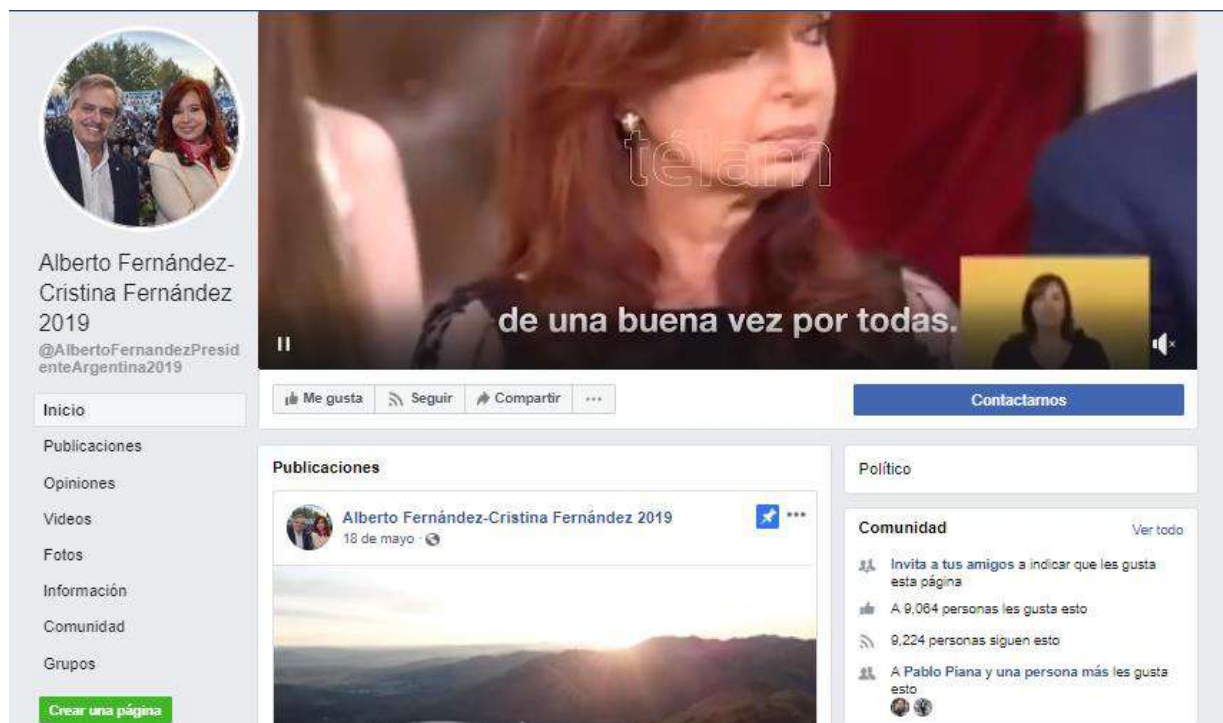 Alberto Fernández-
Cristina Fernández
2019
@AlbertoFernandezPresid
enteArgentina2019
Inicio
Publicaciones
Opiniones
Videos
Fotos
Información
Comunidad
Grupos
Crear una página
télam
de una buena vez por todas.
Me gusta
Seguir
Compartir
Contactarnos
Publicaciones
Alberto Fernández-Cristina Fernández 2019
18 de mayo
Político
Comunidad
Ver todo
Invita a tus amigos a indicar que les gusta
esta página
A 9,064 personas les gusta esto
9,224 personas siguen esto
A Pablo Piana y una persona más les gusta
esto